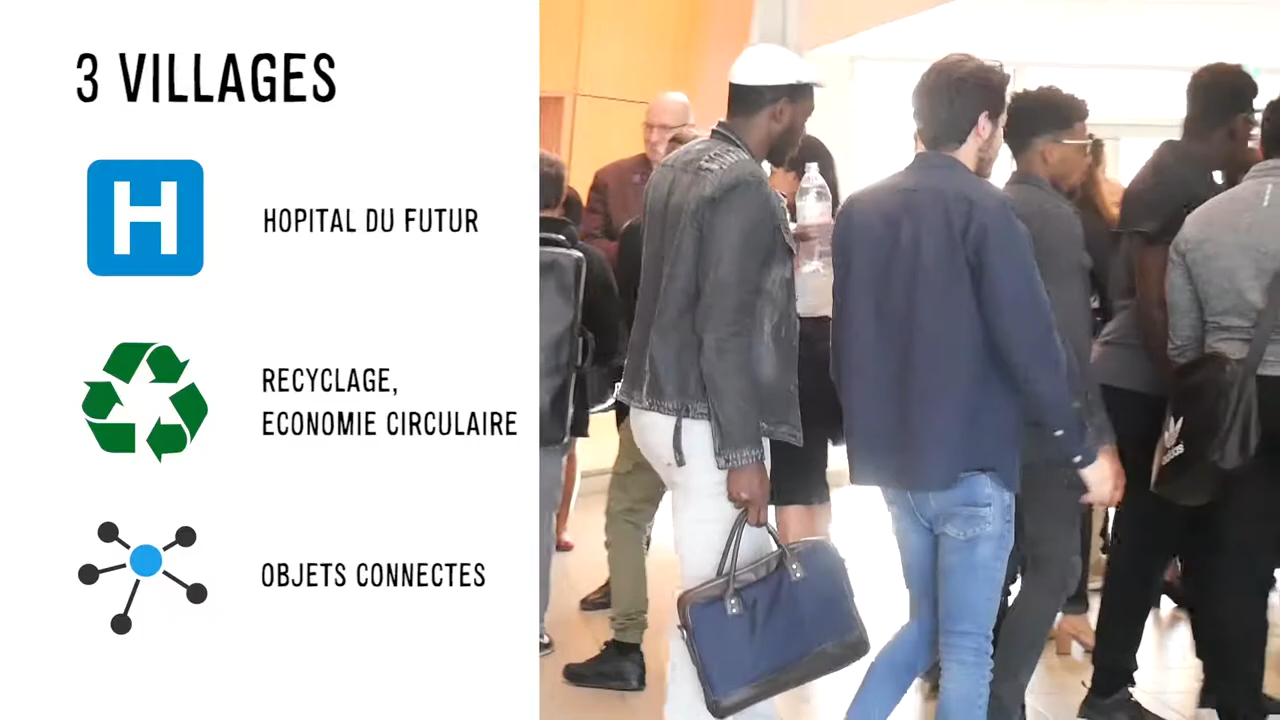 3 VILLAGES
H
HOPITAL DU FUTUR
RECYCLAGE,
ECONOMIE CIRCULAIRE
OBJETS CONNECTES
adidas